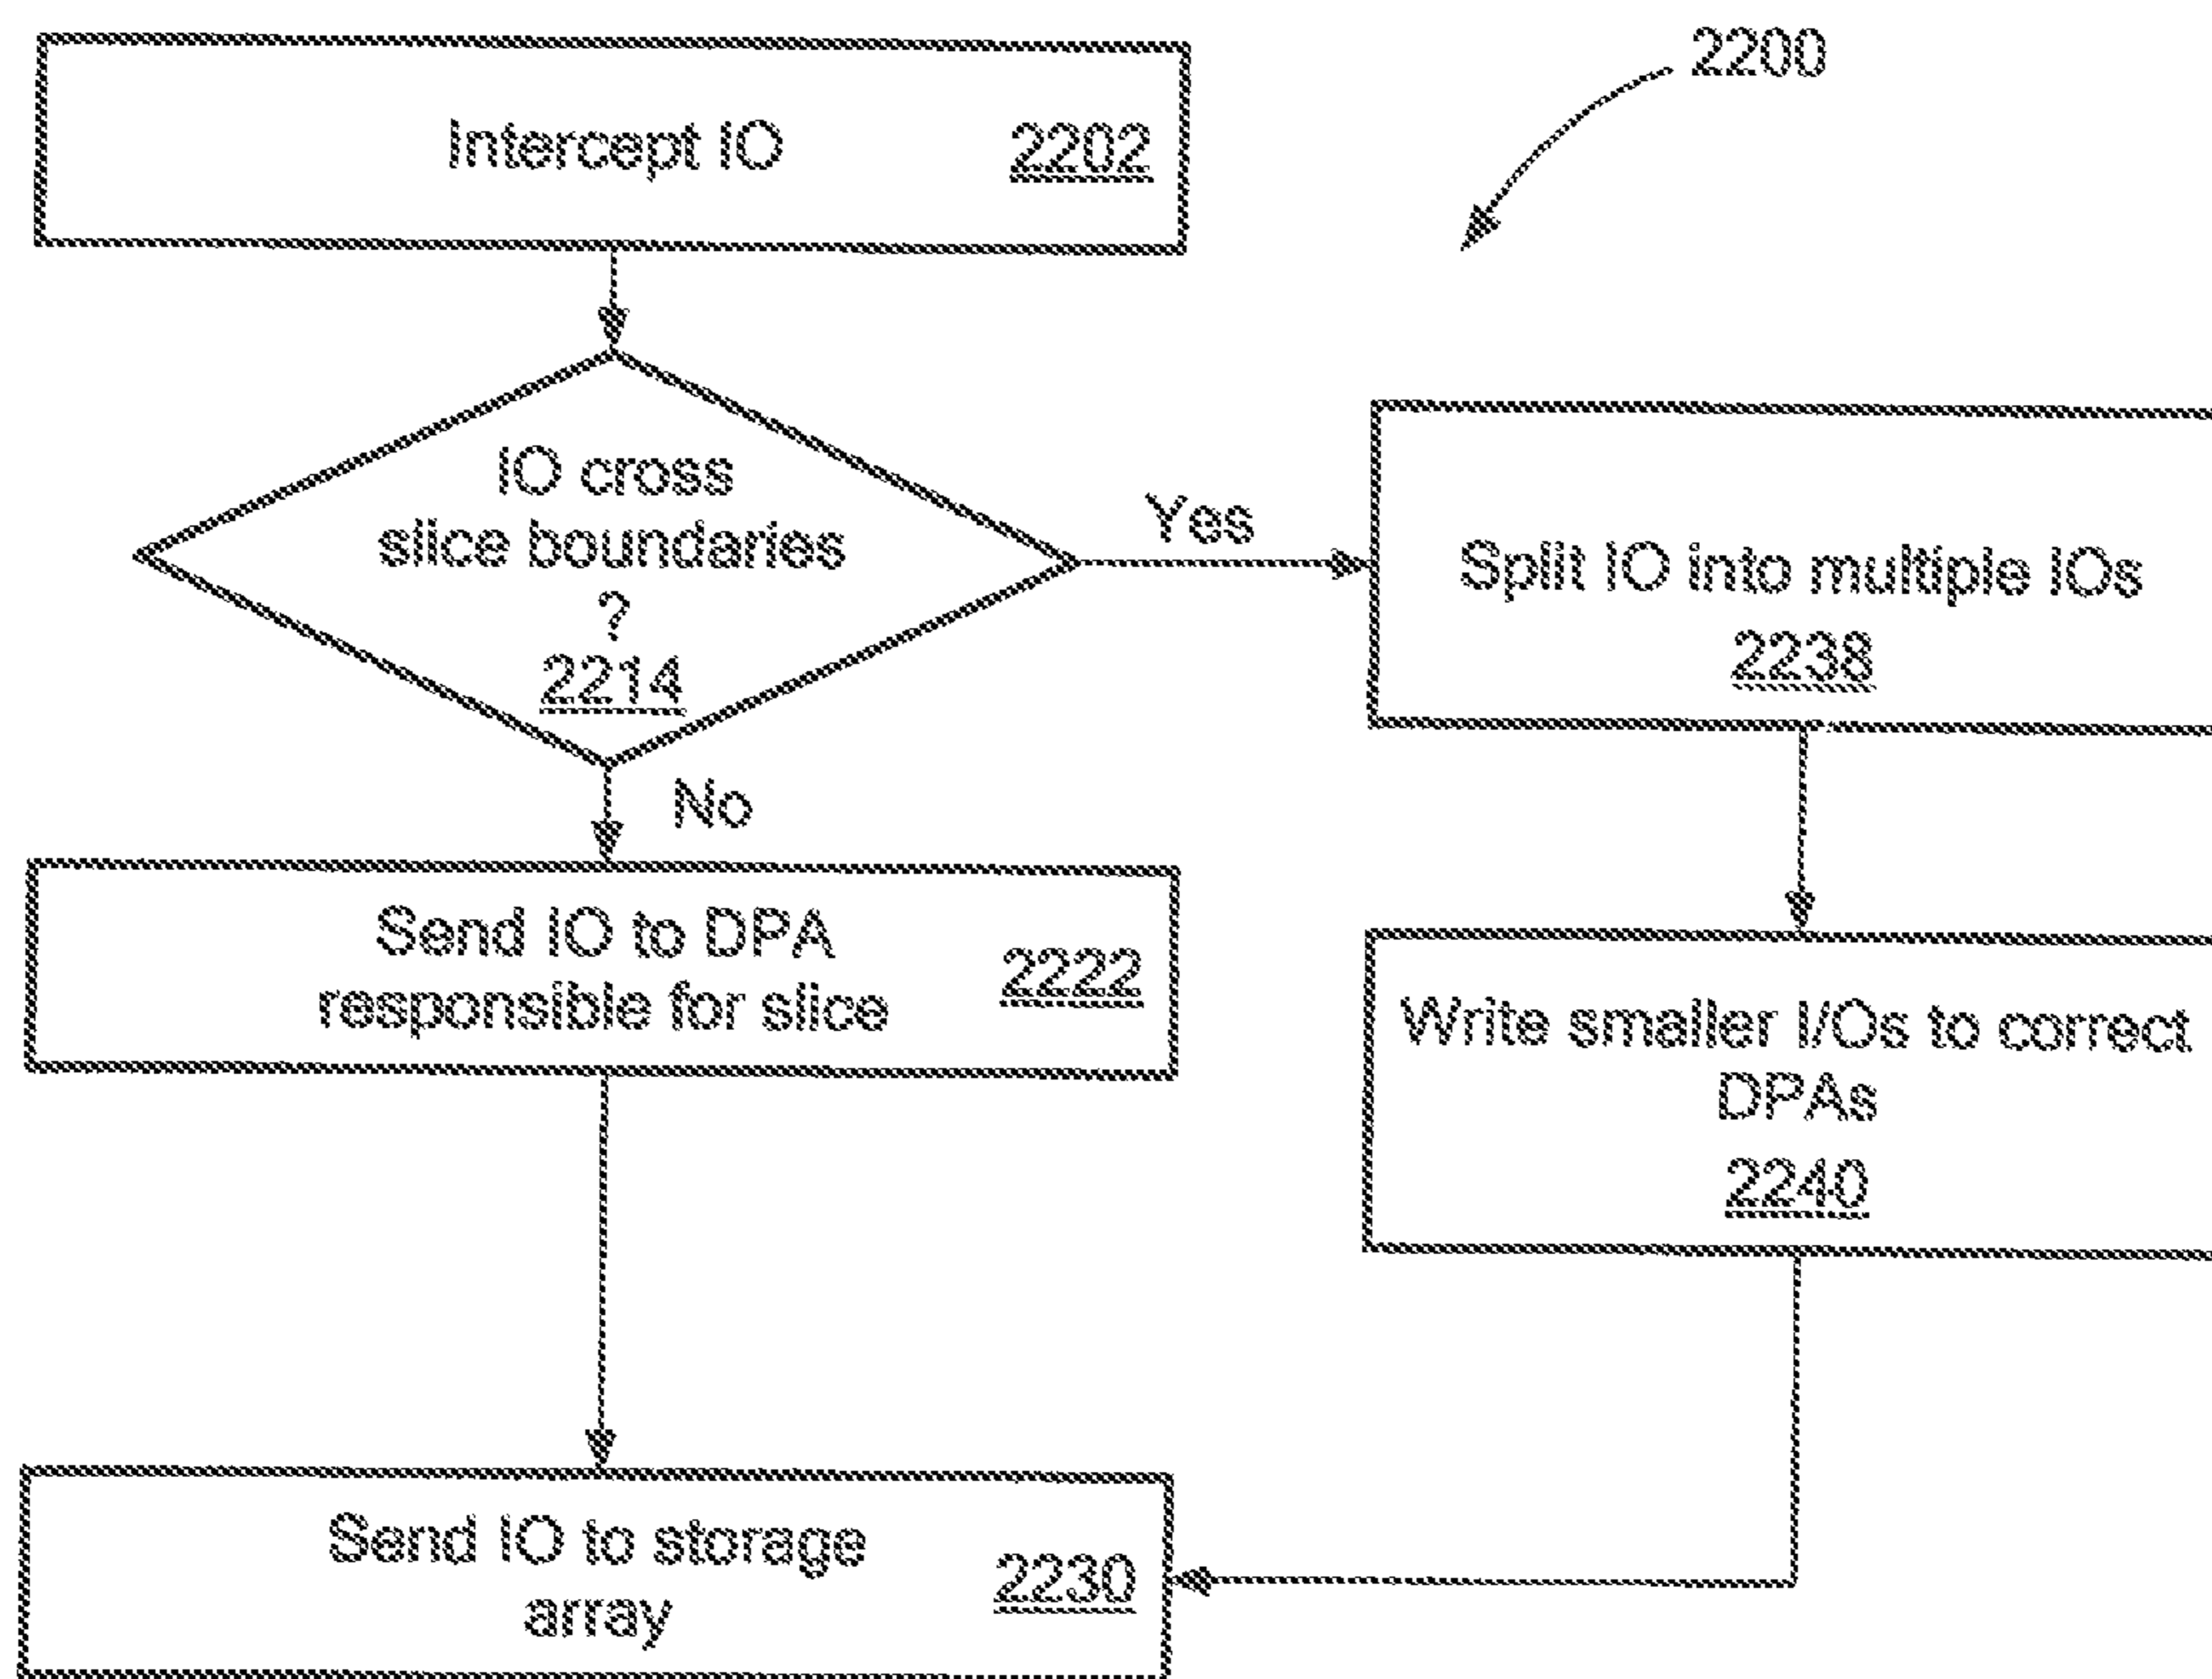 2200
Intercept IO 2202
IO cross
slice boundaries
?
2214
Yes
No
Split IO into multiple IOs
2238
Send IO to DPA
responsible for slice 2222
Write smaller I/Os to correct
DPAs
2240
Send IO to storage
array 2230